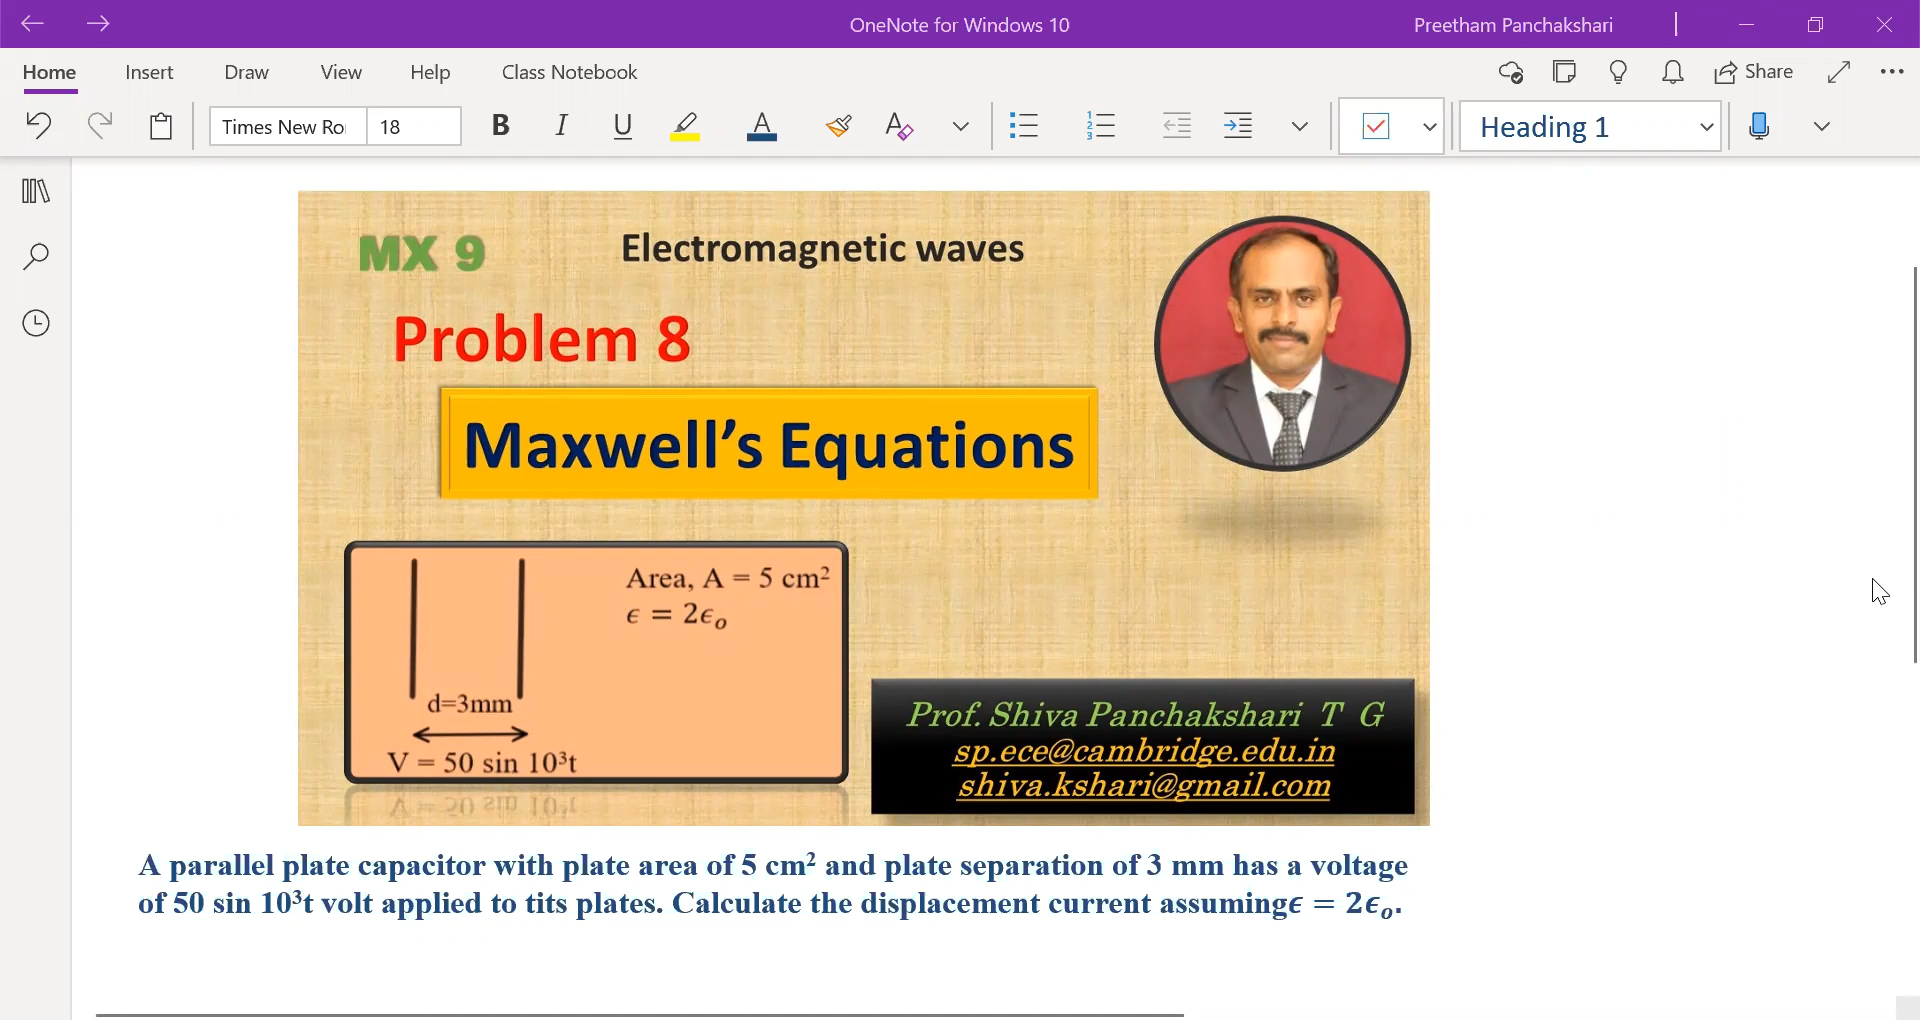 OneNote for Windows 10
Preetham Panchakshari
Home Insert Draw View Help Class Notebook
Share
Times New Ro 18
B I U A A
Heading 1
MX 9
Electromagnetic waves
Problem 8
Maxwell’s Equations
Area, A = 5 cm²
ϵ = 2ϵₒ
d=3mm
V = 50 sin 10³t
Prof. Shiva Panchakshari T G
sp.ece@cambridge.edu.in
shiva.kshari@gmail.com
A parallel plate capacitor with plate area of 5 cm² and plate separation of 3 mm has a voltage
of 50 sin 10³t volt applied to tits plates. Calculate the displacement current assumingϵ = 2ϵₒ.